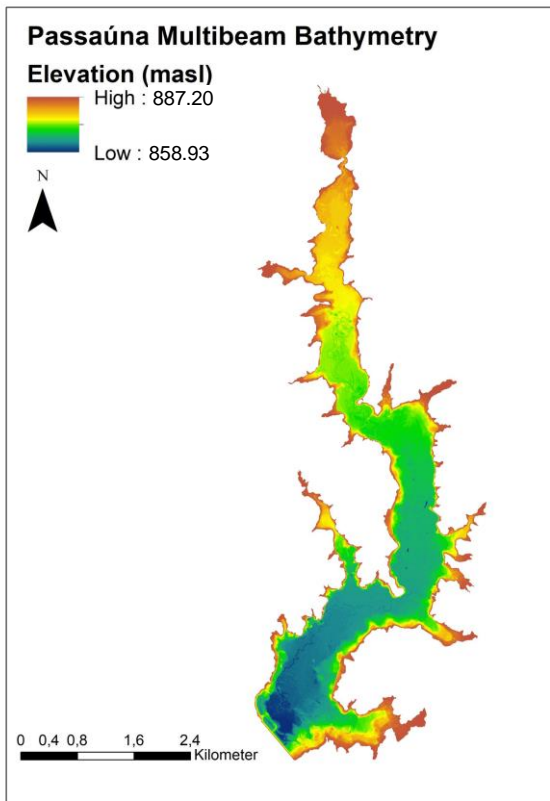 Passaúna Multibeam Bathymetry
Elevation (masl)
High : 887.20
Low : 858.93
N
0 0,4 0,8 1,6 2,4
Kilometer